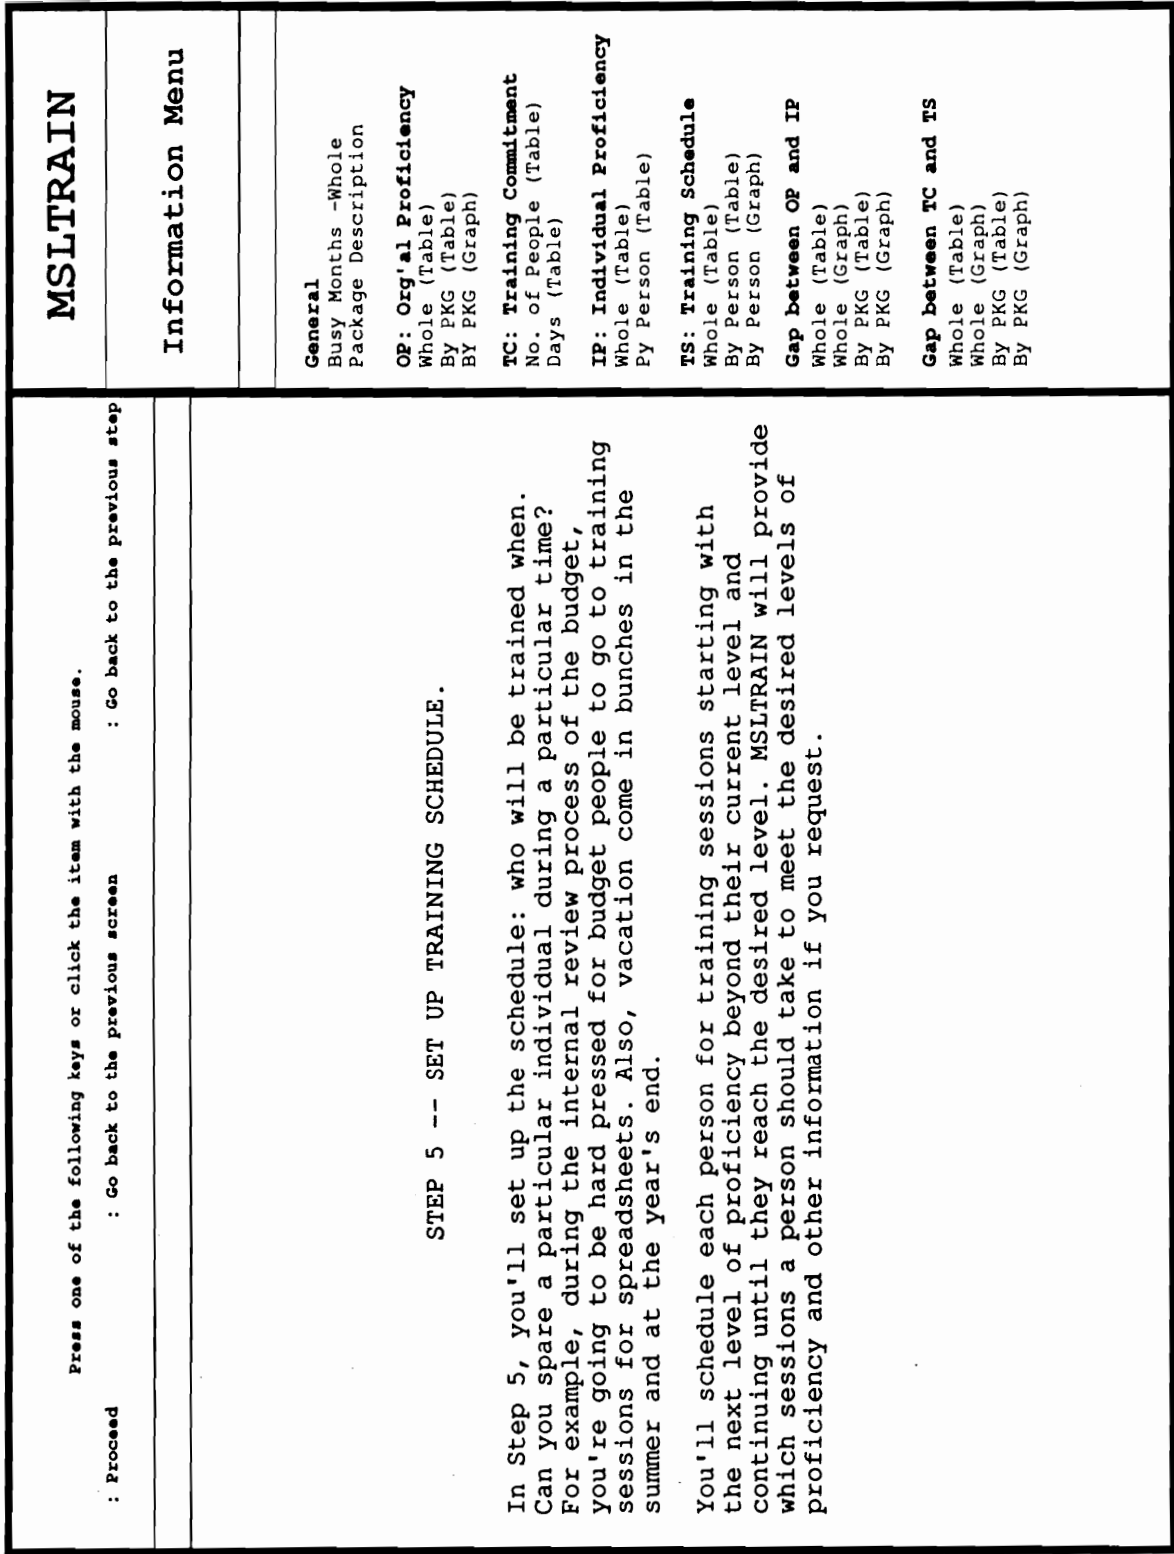 Press one of the following keys or click the item with the mouse.
: Proceed
: Go back to the previous screen
: Go back to the previous step
STEP 5 -- SET UP TRAINING SCHEDULE.
In Step 5, you'll set up the schedule: who will be trained when.
Can you spare a particular individual during a particular time?
For example, during the internal review process of the budget,
you're going to be hard pressed for budget people to go to training
sessions for spreadsheets. Also, vacation come in bunches in the
summer and at the year's end.
You'll schedule each person for training sessions starting with
the next level of proficiency beyond their current level and
continuing until they reach the desired level. MSLTRAIN will provide
which sessions a person should take to meet the desired levels of
proficiency and other information if you request.
MSLTRAIN
Information Menu
General
Busy Months -Whole
Package Description
OP: Org'al Proficiency
Whole (Table)
By PKG (Table)
By PKG (Graph)
TC: Training Commitment
No. of People (Table)
Days (Table)
IP: Individual Proficiency
Whole (Table)
Py Person (Table)
TS: Training Schedule
Whole (Table)
By Person (Table)
By Person (Graph)
Gap between OP and IP
Whole (Table)
Whole (Graph)
By PKG (Table)
By PKG (Graph)
Gap between TC and TS
Whole (Table)
Whole (Graph)
By PKG (Table)
By PKG (Graph)